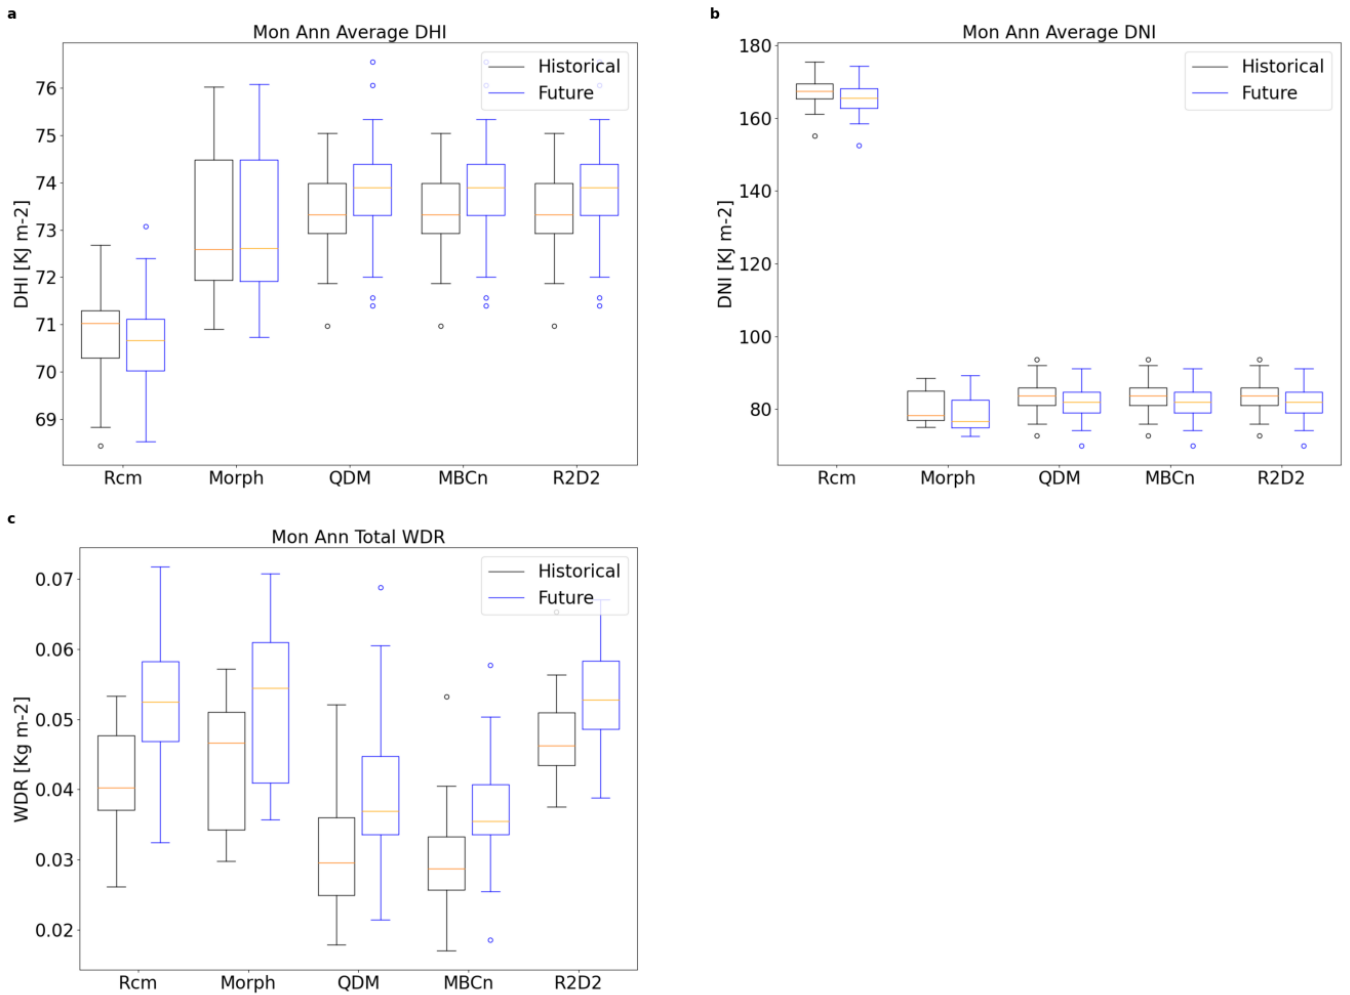 a
Mon Ann Average DHI
DHI [KJ m-2]
76
75
74
73
72
71
70
69
Historical
Future
Rcm Morph QDM MBCn R2D2
b
Mon Ann Average DNI
DNI [KJ m-2]
180
160
140
120
100
80
Historical
Future
Rcm Morph QDM MBCn R2D2
c
Mon Ann Total WDR
WDR [Kg m-2]
0.07
0.06
0.05
0.04
0.03
0.02
Historical
Future
Rcm Morph QDM MBCn R2D2